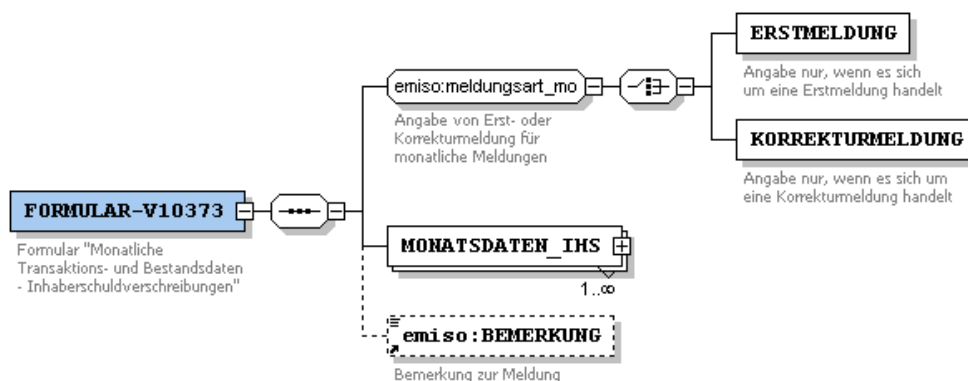 ERSTMELDUNG
Angabe nur, wenn es sich
um eine Erstmeldung handelt
emiso:meldungsart_mo
Angabe von Erst- oder
Korrekturmeldung für
monatliche Meldungen
KORREKTURMELDUNG
Angabe nur, wenn es sich um
eine Korrekturmeldung handelt
FORMULAR-V10373
Formular "Monatliche
Transaktions- und Bestandsdaten
- Inhaberschuldverschreibungen"
MONATSDATEN_IHS
1..∞
emiso:BEMERKUNG
Bemerkung zur Meldung